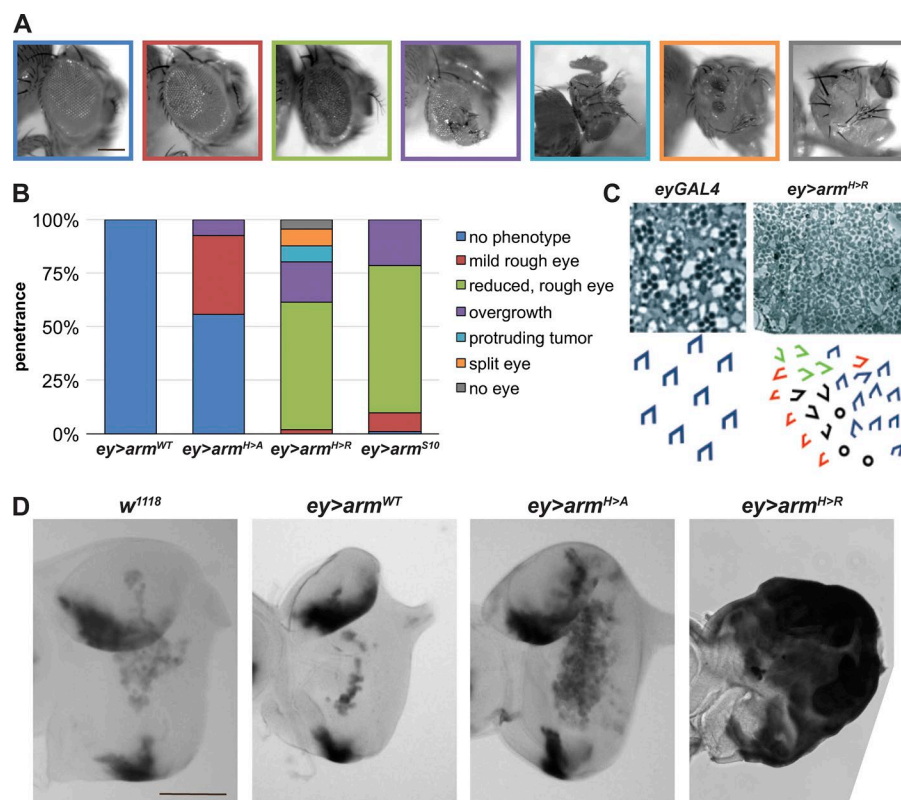 A
B
100%
75%
50%
25%
0%
penetrance
ey>arm^WT
ey>arm^H>A
ey>arm^H>R
ey>arm^S10
no phenotype
mild rough eye
reduced, rough eye
overgrowth
protruding tumor
split eye
no eye
C
eyGAL4
ey>arm^H>R
D
w^1118
ey>arm^WT
ey>arm^H>A
ey>arm^H>R